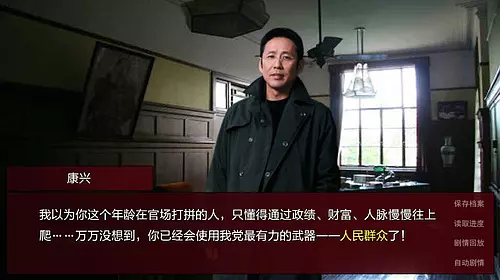 康兴
我以为你这个年龄在官场打拼的人，只懂得通过政绩、财富、人脉慢慢往上
爬……万万没想到，你已经会使用我党最有力的武器——人民群众了！
保存档案
读取进度
剧情回放
自动剧情